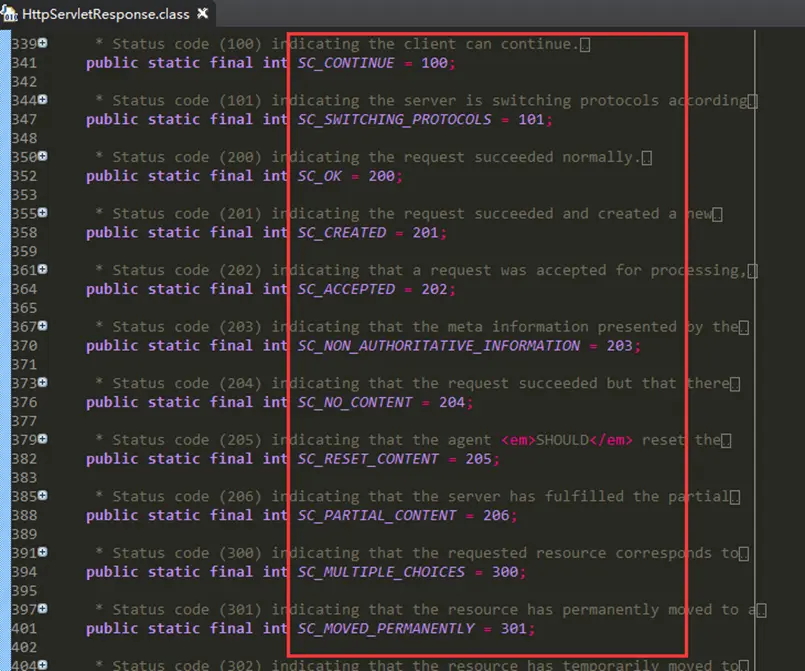 HttpServletResponse.class
339 * Status code (100) indicating the client can continue.
341 public static final int SC_CONTINUE = 100;
342
344 * Status code (101) indicating the server is switching protocols according
347 public static final int SC_SWITCHING_PROTOCOLS = 101;
348
350 * Status code (200) indicating the request succeeded normally.
352 public static final int SC_OK = 200;
353
355 * Status code (201) indicating the request succeeded and created a new
358 public static final int SC_CREATED = 201;
359
361 * Status code (202) indicating that a request was accepted for processing,
364 public static final int SC_ACCEPTED = 202;
365
367 * Status code (203) indicating that the meta information presented by the
370 public static final int SC_NON_AUTHORITATIVE_INFORMATION = 203;
371
373 * Status code (204) indicating that the request succeeded but that there
376 public static final int SC_NO_CONTENT = 204;
377
379 * Status code (205) indicating that the agent <em>SHOULD</em> reset the
382 public static final int SC_RESET_CONTENT = 205;
383
385 * Status code (206) indicating that the server has fulfilled the partial
388 public static final int SC_PARTIAL_CONTENT = 206;
389
391 * Status code (300) indicating that the requested resource corresponds to
394 public static final int SC_MULTIPLE_CHOICES = 300;
395
397 * Status code (301) indicating that the resource has permanently moved to a
401 public static final int SC_MOVED_PERMANENTLY = 301;
402
404 * Status code (302) indicating that the resource has temporarily moved to